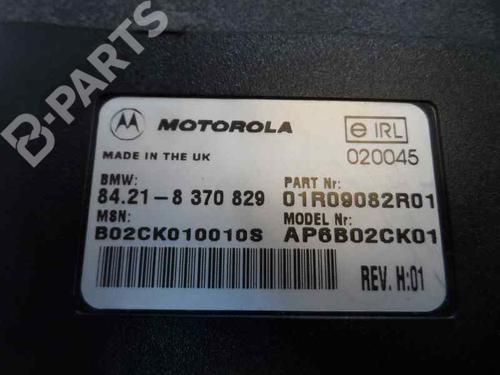 B-PARTS
MOTOROLA
e IRL
MADE IN THE UK
020045
BMW:
PART Nr:
84.21-8 370 829
01R09082R01
MSN:
MODEL Nr:
B02CK010010S
AP6B02CK01
REV. H:01